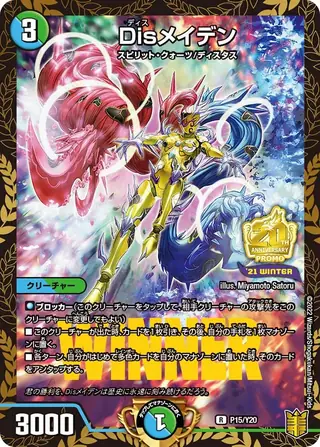 3
ディス
Disメイデン
スピリット・クォーツ/ディスタス
20th
ANNIVERSARY
PROMO
'21 WINTER
illus. Miyamoto Satoru
クリーチャー
■ブロッカー(このクリーチャーをタップして、相手クリーチャーの攻撃先をこの
クリーチャーに変更してもよい)
■このクリーチャーが出た時、カードを1枚引き、その後、自分の手札を1枚マナゾー
ンに置く。
■各ターン、自分がはじめて多色カードを自分のマナゾーンに置いた時、そのカード
をアンタップする。
WINNER
君の勝利を、Disメイデンは歴史に永遠に刻み続けるだろう。
3000
1
R P15/Y20